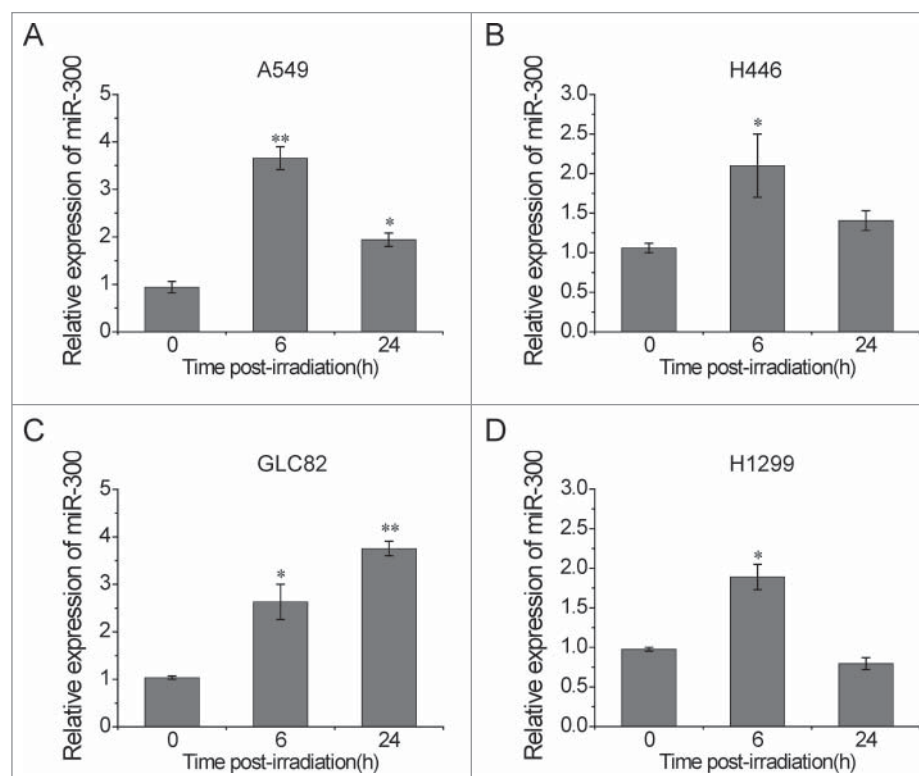 A
A549
Relative expression of miR-300
5
4
3
2
1
0
**
*
0 6 24
Time post-irradiation(h)
B
H446
Relative expression of miR-300
3.0
2.5
2.0
1.5
1.0
0.5
0.0
*
0 6 24
Time post-irradiation(h)
C
GLC82
Relative expression of miR-300
5
4
3
2
1
0
**
*
0 6 24
Time post-irradiation(h)
D
H1299
Relative expression of miR-300
3.0
2.5
2.0
1.5
1.0
0.5
0.0
*
0 6 24
Time post-irradiation(h)